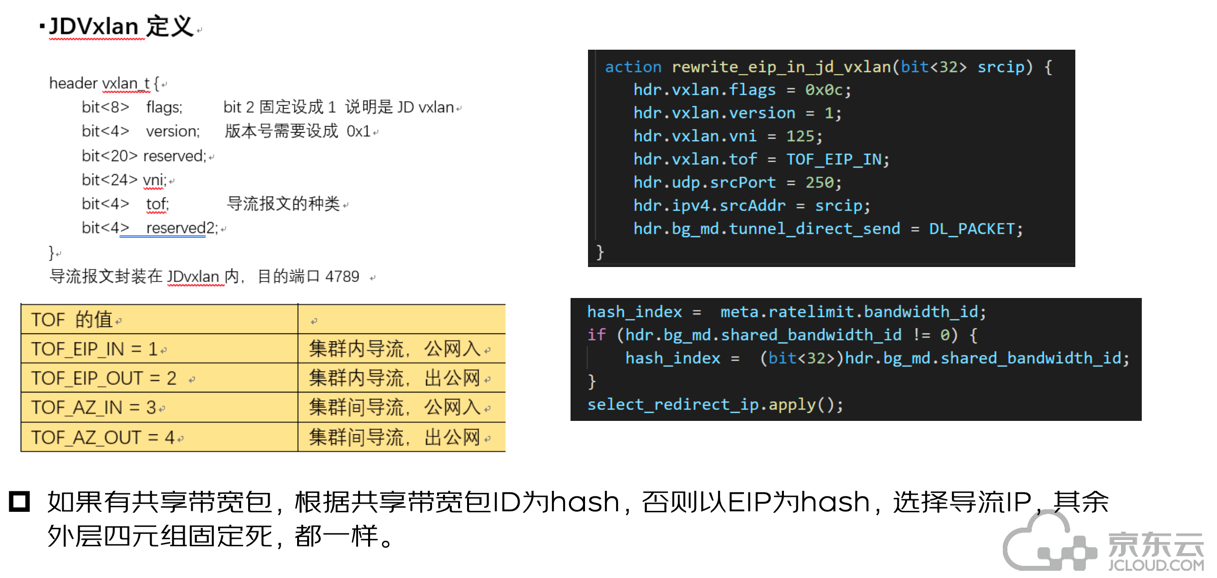 ▪JDVxlan 定义
header vxlan_t {
bit<8> flags; bit 2 固定设成 1 说明是 JD vxlan
bit<4> version; 版本号需要设成 0x1
bit<20> reserved;
bit<24> vni;
bit<4> tof; 导流报文的种类
bit<4> reserved2;
}
导流报文封装在 JDvxlan 内，目的端口 4789
action rewrite_eip_in_jd_vxlan(bit<32> srcip) {
hdr.vxlan.flags = 0x0c;
hdr.vxlan.version = 1;
hdr.vxlan.vni = 125;
hdr.vxlan.tof = TOF_EIP_IN;
hdr.udp.srcPort = 250;
hdr.ipv4.srcAddr = srcip;
hdr.bg_md.tunnel_direct_send = DL_PACKET;
}
TOF 的值
TOF_EIP_IN = 1 集群内导流，公网入
TOF_EIP_OUT = 2 集群内导流，出公网
TOF_AZ_IN = 3 集群间导流，公网入
TOF_AZ_OUT = 4 集群间导流，出公网
hash_index = meta.ratelimit.bandwidth_id;
if (hdr.bg_md.shared_bandwidth_id != 0) {
hash_index = (bit<32>)hdr.bg_md.shared_bandwidth_id;
}
select_redirect_ip.apply();
如果有共享带宽包，根据共享带宽包ID为hash，否则以EIP为hash，选择导流IP，其余
外层四元组固定死，都一样。
京东云
JCLOUD.COM